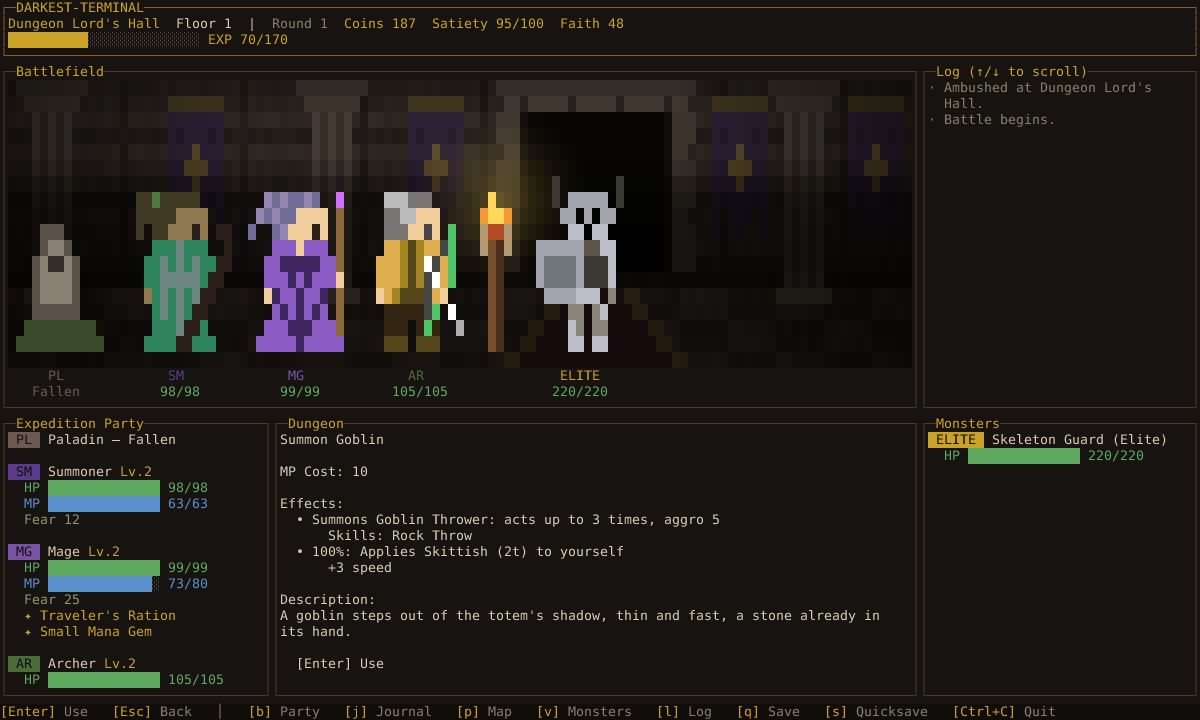 DARKEST-TERMINAL
Dungeon Lord's Hall  Floor 1  |  Round 1  Coins 187  Satiety 95/100  Faith 48
EXP 70/170
Battlefield
PL  SM  MG  AR  ELITE
Fallen  98/98  99/99  105/105  220/220
Log (↑/↓ to scroll)
· Ambushed at Dungeon Lord's
Hall.
· Battle begins.
Expedition Party
PL  Paladin — Fallen
SM  Summoner Lv.2
HP  98/98
MP  63/63
Fear 12
MG  Mage Lv.2
HP  99/99
MP  73/80
Fear 25
✦ Traveler's Ration
✦ Small Mana Gem
AR  Archer Lv.2
HP  105/105
Dungeon
Summon Goblin
MP Cost: 10
Effects:
• Summons Goblin Thrower: acts up to 3 times, aggro 5
Skills: Rock Throw
• 100%: Applies Skittish (2t) to yourself
+3 speed
Description:
A goblin steps out of the totem's shadow, thin and fast, a stone already in
its hand.
[Enter] Use
Monsters
ELITE  Skeleton Guard (Elite)
HP  220/220
[Enter] Use  [Esc] Back  |  [b] Party  [j] Journal  [p] Map  [v] Monsters  [l] Log  [q] Save  [s] Quicksave  [Ctrl+C] Quit